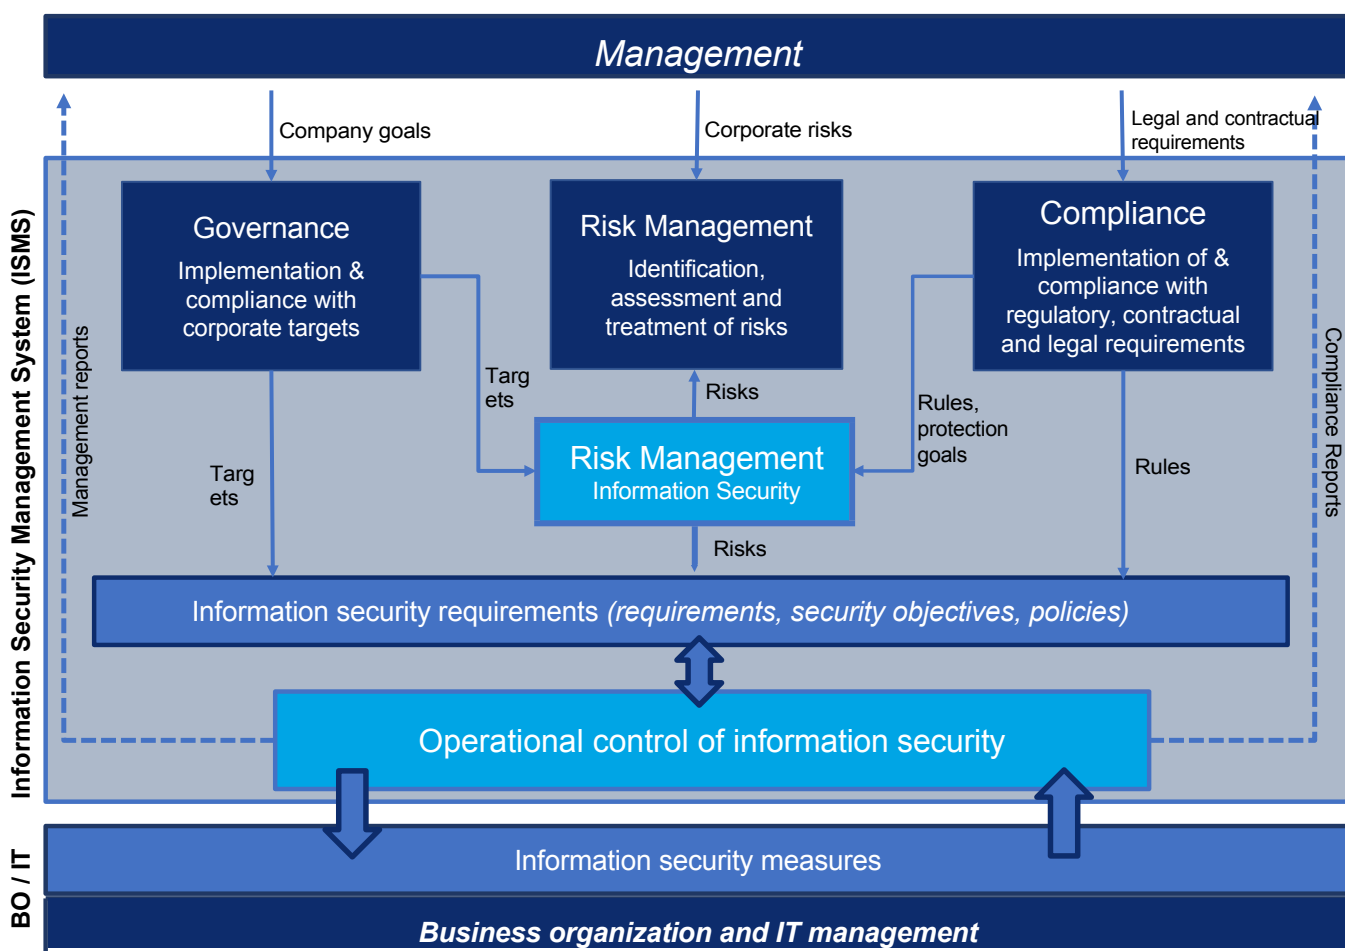 Management
Company goals
Corporate risks
Legal and contractual
requirements
Information Security Management System (ISMS)
Management reports
Governance
Implementation &
compliance with
corporate targets
Risk Management
Identification,
assessment and
treatment of risks
Compliance
Implementation of &
compliance with
regulatory, contractual
and legal requirements
Compliance Reports
Targ
ets
Risks
Rules,
protection
goals
Risk Management
Information Security
Targ
ets
Rules
Risks
Information security requirements (requirements, security objectives, policies)
Operational control of information security
BO / IT
Information security measures
Business organization and IT management